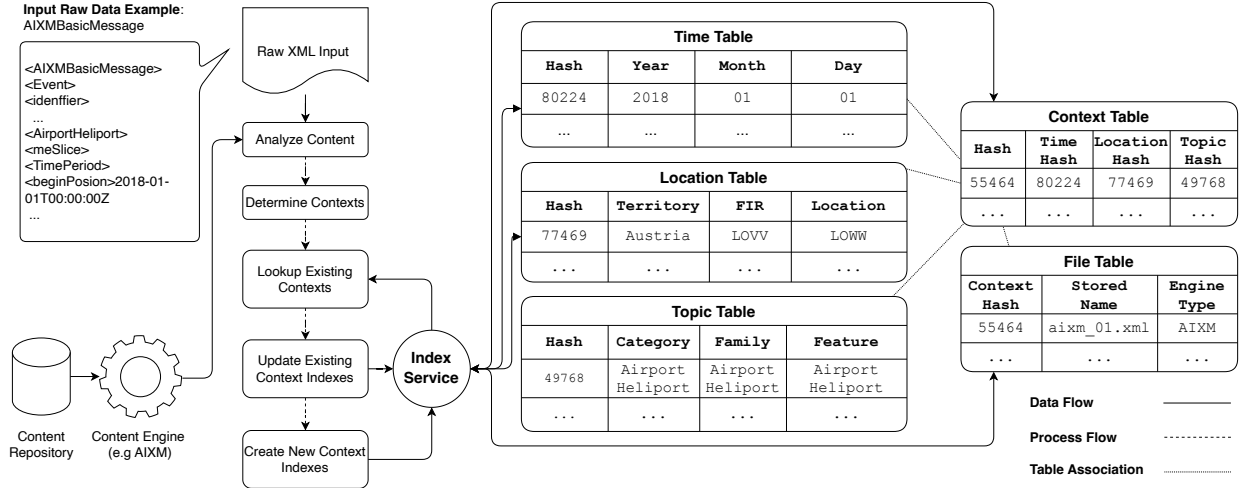 Input Raw Data Example:
AIXMBasicMessage
<AIXMBasicMessage>
<Event>
<idenffier>
...
<AirportHeliport>
<meSlice>
<TimePeriod>
<beginPosion>2018-01-
01T00:00:00Z
...
Raw XML Input
Analyze Content
Determine Contexts
Lookup Existing
Contexts
Update Existing
Context Indexes
Create New Context
Indexes
Content
Repository
Content Engine
(e.g AIXM)
Index
Service
Time Table
Hash Year Month Day
80224 2018 01 01
... ... ... ...
Location Table
Hash Territory FIR Location
77469 Austria LOVV LOWW
... ... ... ...
Topic Table
Hash Category Family Feature
49768 Airport Airport Airport
Heliport Heliport Heliport
... ... ... ...
Context Table
Hash Time Location Topic
Hash Hash Hash
55464 80224 77469 49768
... ... ... ...
File Table
Context Stored Engine
Hash Name Type
55464 aixm_01.xml AIXM
... ... ...
Data Flow
Process Flow
Table Association